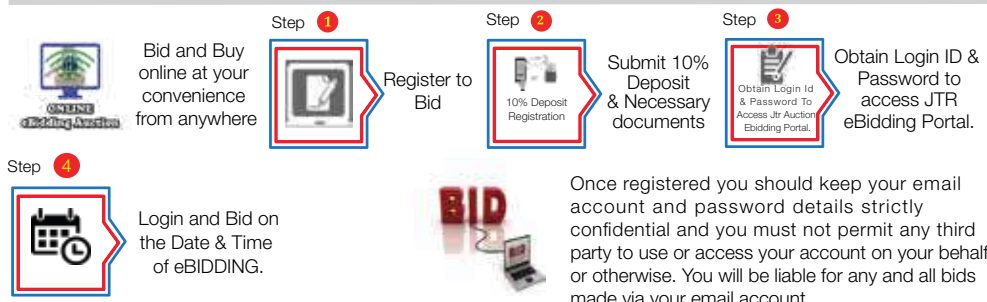 ONLINE
eBidding Auction
Bid and Buy
online at your
convenience
from anywhere
Step 1
Register to
Bid
Step 2
10% Deposit
Registration
Submit 10%
Deposit
& Necessary
documents
Step 3
Obtain Login Id
& Password To
Access Jtr Auction
Ebidding Portal.
Obtain Login ID &
Password to
access JTR
eBidding Portal.
Step 4
Login and Bid on
the Date & Time
of eBIDDING.
BID
Once registered you should keep your email
account and password details strictly
confidential and you must not permit any third
party to use or access your account on your behalf
or otherwise. You will be liable for any and all bids
made via your email account